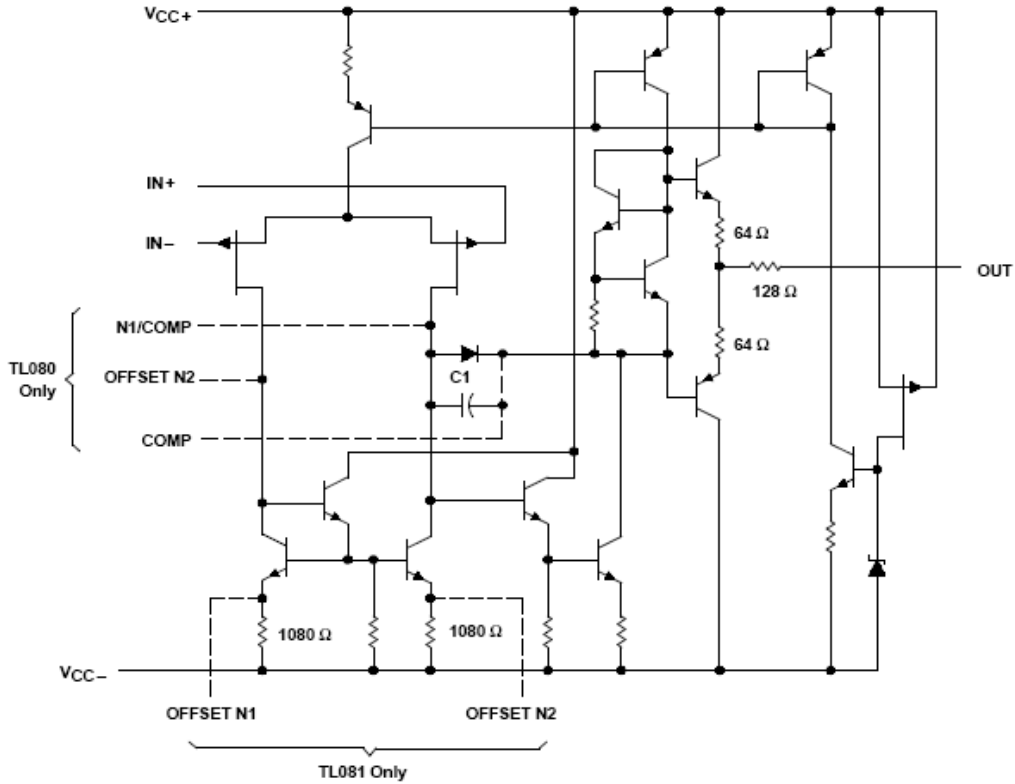 VCC+
IN+
IN−
64 Ω
OUT
128 Ω
N1/COMP
64 Ω
TL080
Only
OFFSET N2
C1
COMP
1080 Ω
1080 Ω
VCC−
OFFSET N1
OFFSET N2
TL081 Only